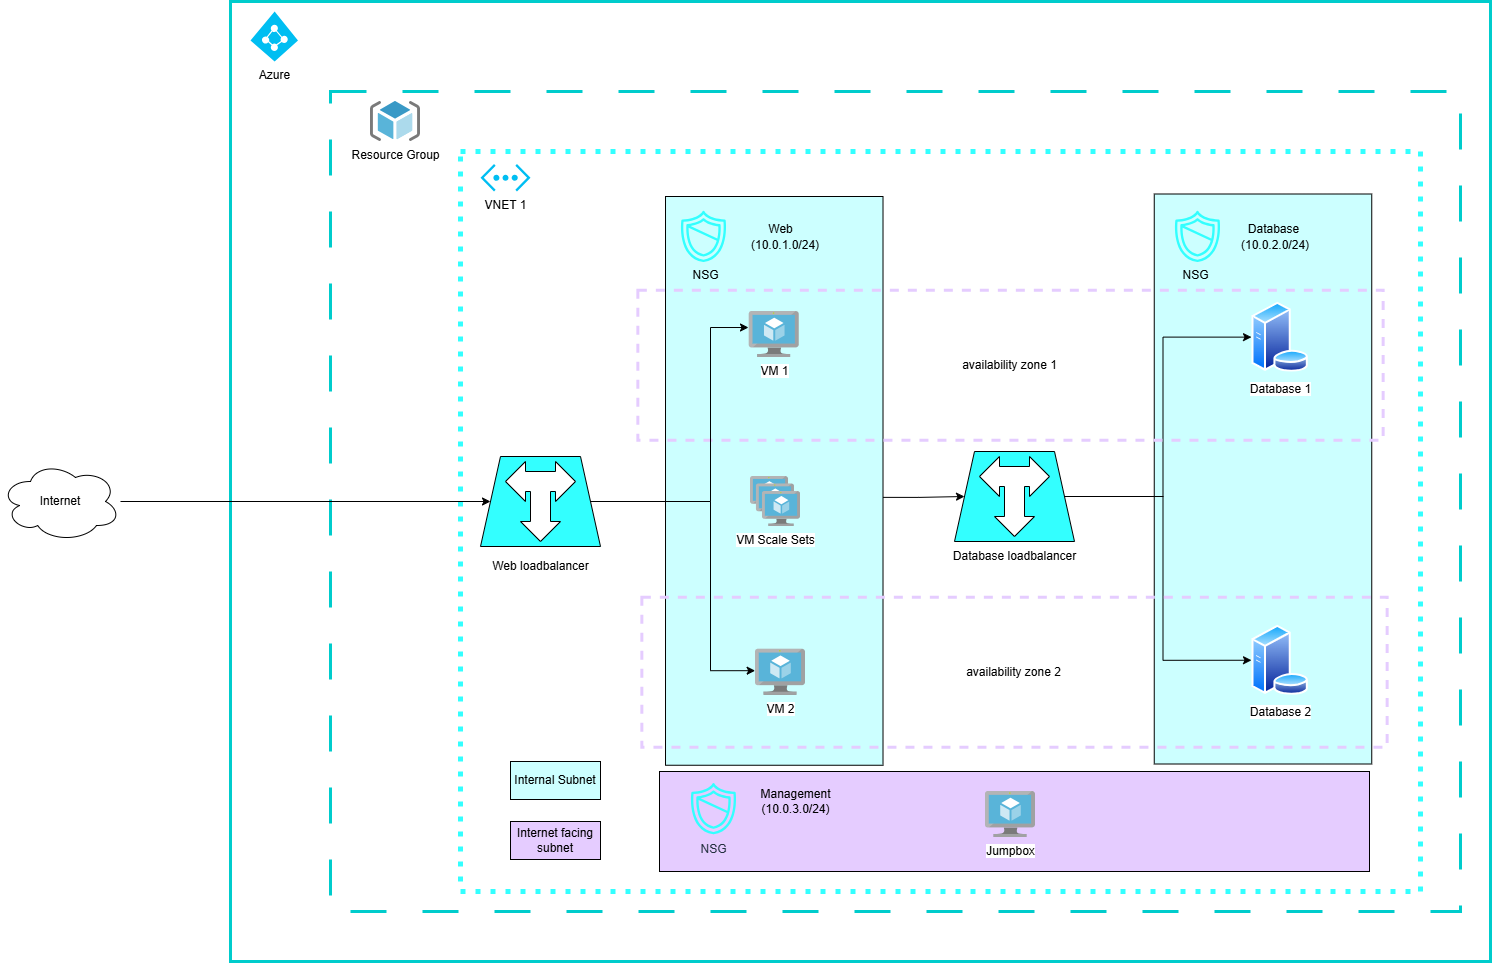 Azure
Resource Group
VNET 1
Web
(10.0.1.0/24)
NSG
Database
(10.0.2.0/24)
NSG
VM 1
availability zone 1
Database 1
Internet
VM Scale Sets
Web loadbalancer
Database loadbalancer
availability zone 2
VM 2
Database 2
Internal Subnet
Internet facing
subnet
Management
(10.0.3.0/24)
NSG
Jumpbox